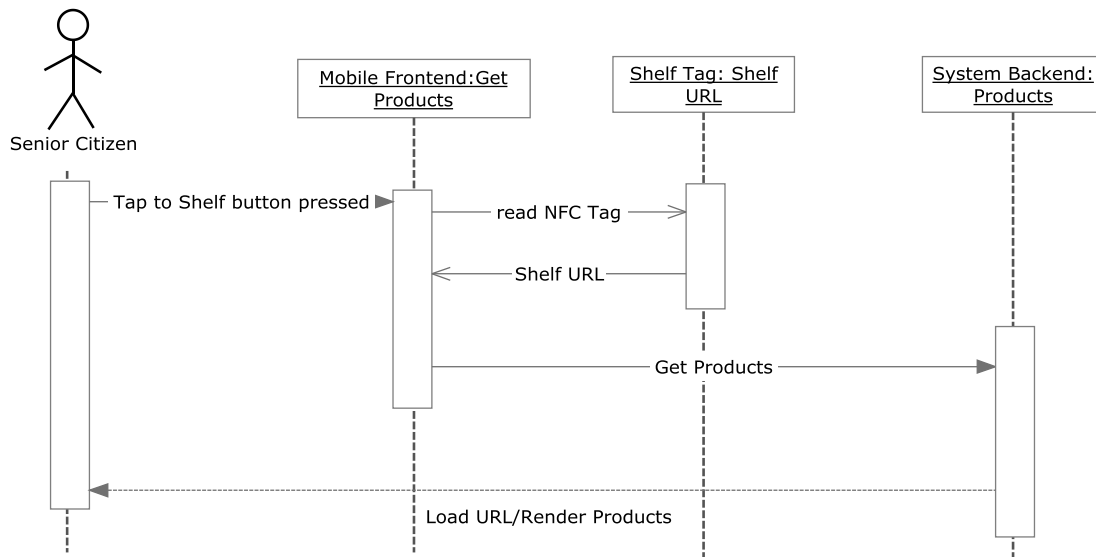 Senior Citizen
Mobile Frontend:Get
Products
Shelf Tag: Shelf
URL
System Backend:
Products
Tap to Shelf button pressed
read NFC Tag
Shelf URL
Get Products
Load URL/Render Products